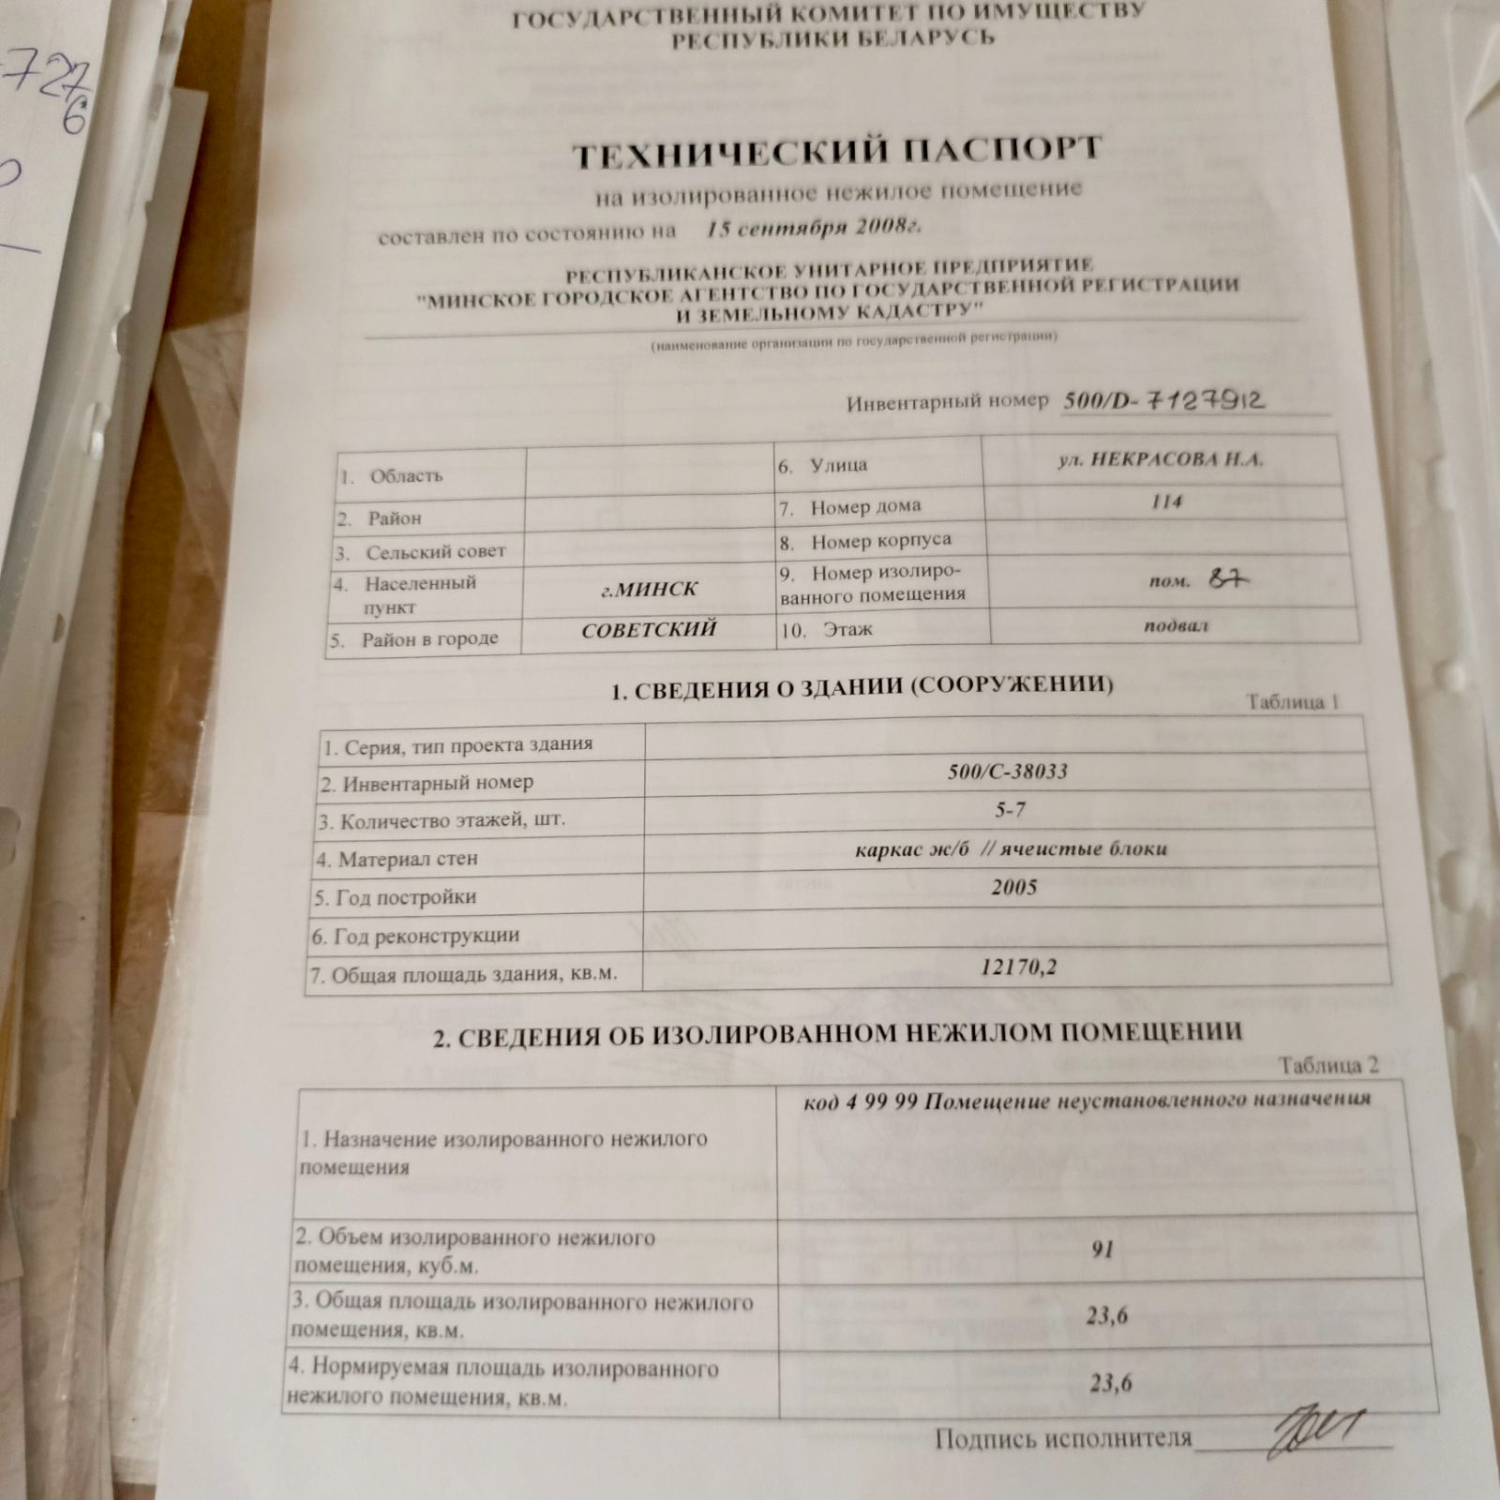 727
6
ГОСУДАРСТВЕННЫЙ КОМИТЕТ ПО ИМУЩЕСТВУ
РЕСПУБЛИКИ БЕЛАРУСЬ
ТЕХНИЧЕСКИЙ ПАСПОРТ
на изолированное нежилое помещение
составлен по состоянию на 15 сентября 2008г.
РЕСПУБЛИКАНСКОЕ УНИТАРНОЕ ПРЕДПРИЯТИЕ
"МИНСКОЕ ГОРОДСКОЕ АГЕНТСТВО ПО ГОСУДАРСТВЕННОЙ РЕГИСТРАЦИИ
И ЗЕМЕЛЬНОМУ КАДАСТРУ"
(наименование организации по государственной регистрации)
Инвентарный номер 500/D-7127912
1. Область
6. Улица ул. НЕКРАСОВА Н.А.
2. Район
7. Номер дома 114
3. Сельский совет
8. Номер корпуса
4. Населенный
пункт
г.МИНСК
9. Номер изолиро-
ванного помещения
пом. 87
5. Район в городе СОВЕТСКИЙ
10. Этаж подвал
1. СВЕДЕНИЯ О ЗДАНИИ (СООРУЖЕНИИ)
Таблица 1
1. Серия, тип проекта здания
2. Инвентарный номер 500/С-38033
3. Количество этажей, шт. 5-7
4. Материал стен каркас ж/б // ячеистые блоки
5. Год постройки 2005
6. Год реконструкции
7. Общая площадь здания, кв.м. 12170,2
2. СВЕДЕНИЯ ОБ ИЗОЛИРОВАННОМ НЕЖИЛОМ ПОМЕЩЕНИИ
Таблица 2
1. Назначение изолированного нежилого
помещения
код 4 99 99 Помещение неустановленного назначения
2. Объем изолированного нежилого
помещения, куб.м.
91
3. Общая площадь изолированного нежилого
помещения, кв.м.
23,6
4. Нормируемая площадь изолированного
нежилого помещения, кв.м.
23,6
Подпись исполнителя